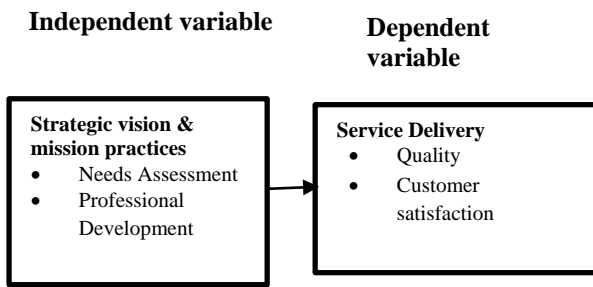 Independent variable
Dependent
variable
Strategic vision &
mission practices
• Needs Assessment
• Professional
Development
Service Delivery
• Quality
• Customer
satisfaction